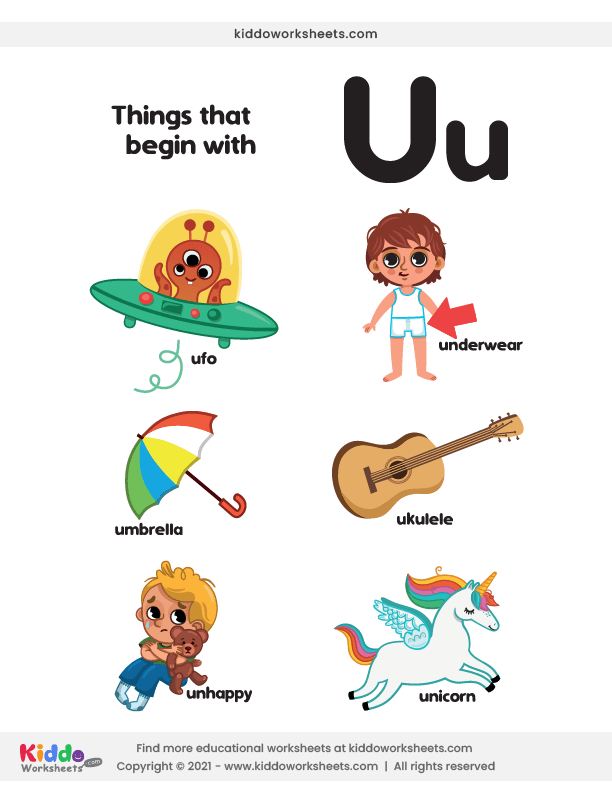 kiddoworksheets.com
Things that
begin with
Uu
ufo
underwear
umbrella
ukulele
unhappy
unicorn
Kiddo
Worksheets.com
Find more educational worksheets at kiddoworksheets.com
Copyright © 2021 - www.kiddoworksheets.com | All rights reserved